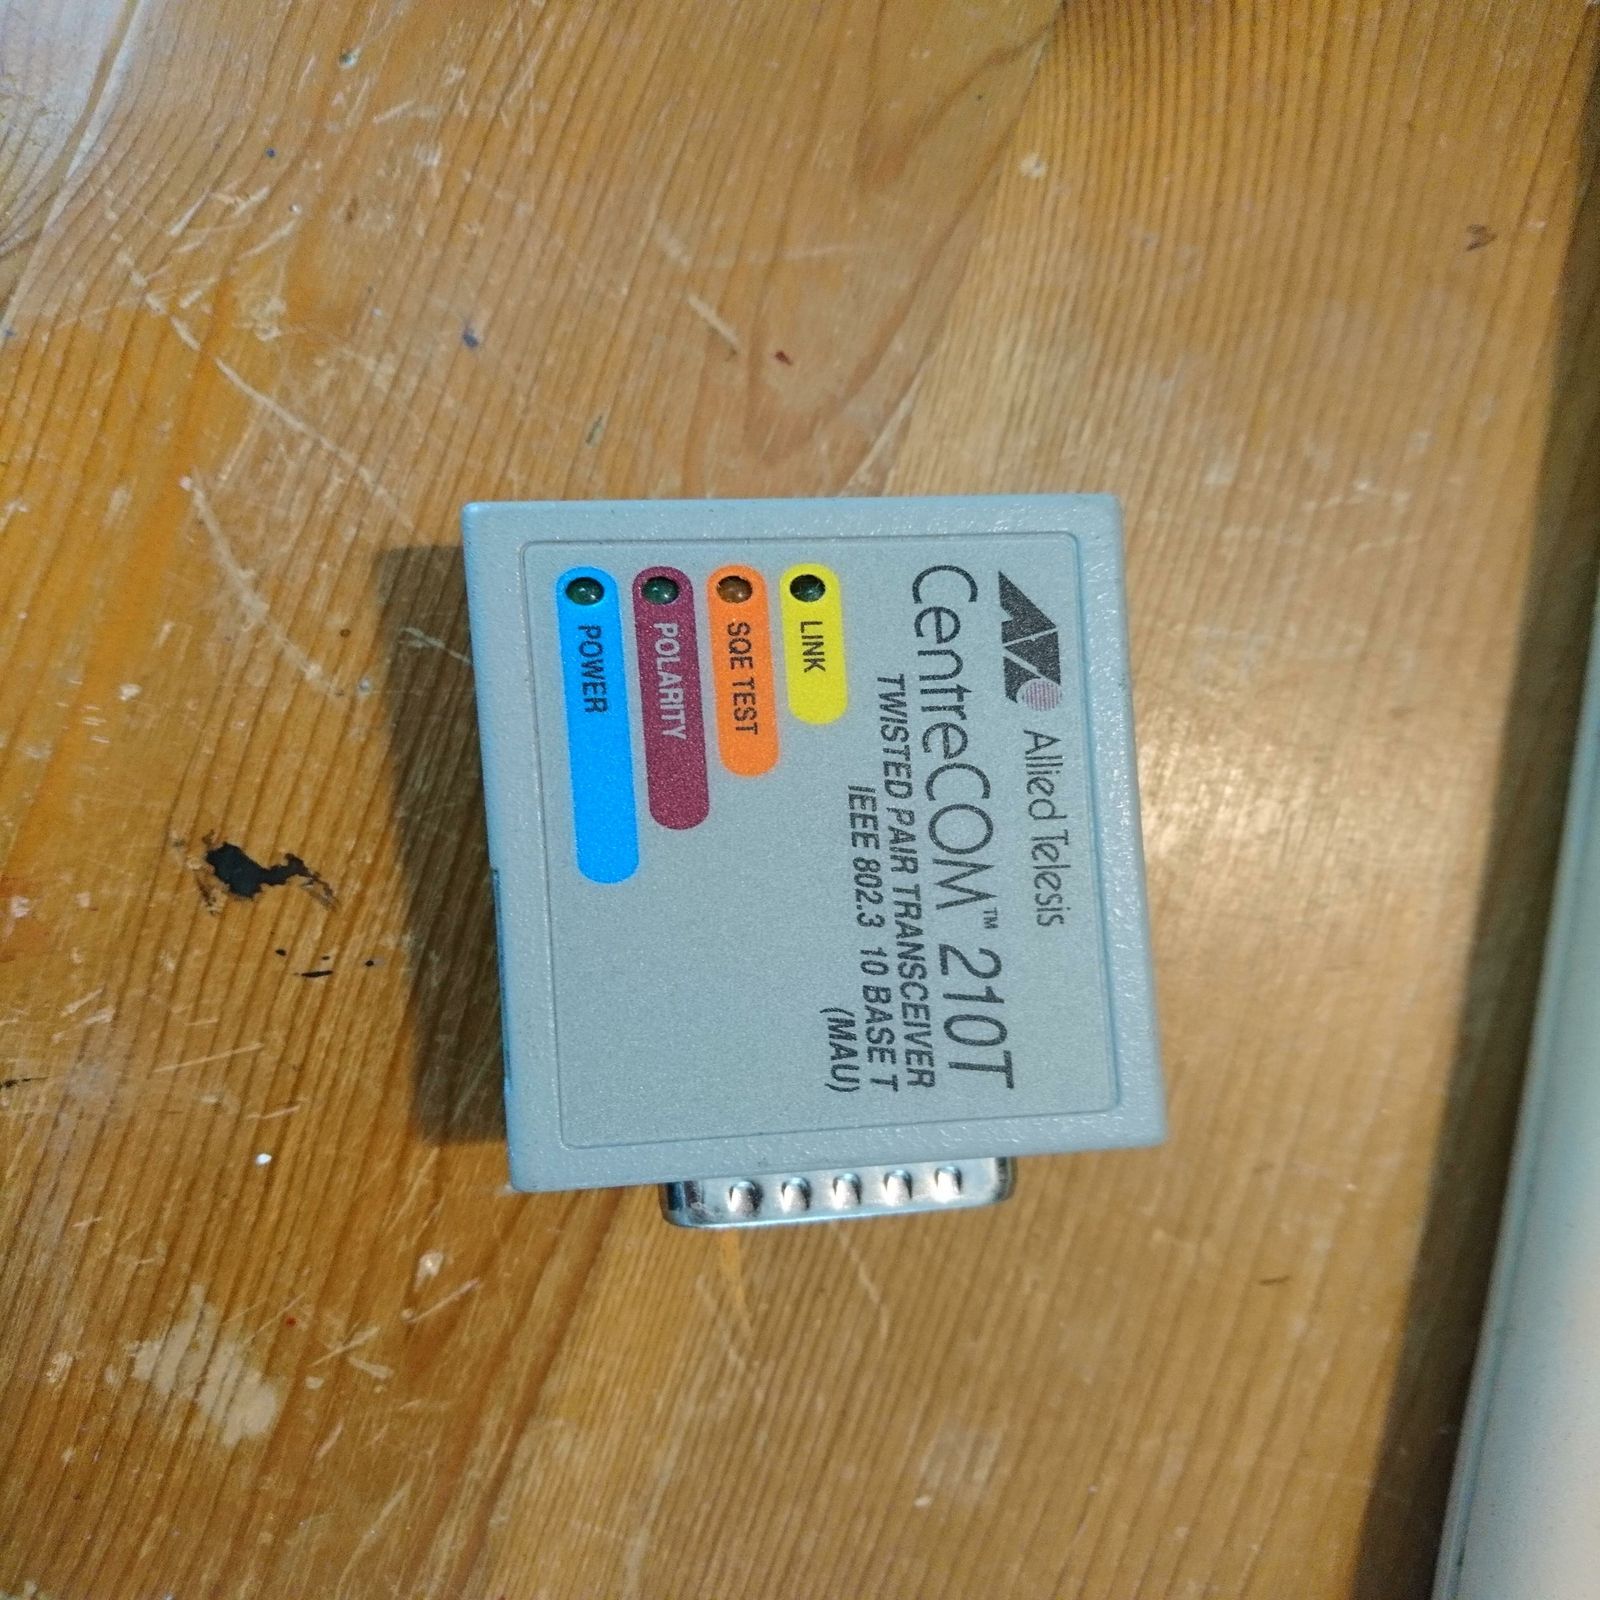 Allied Telesis
CentreCOM™ 210T
TWISTED PAIR TRANSCEIVER
IEEE 802.3 10 BASE T
(MAU)
LINK
SQE TEST
POLARITY
POWER